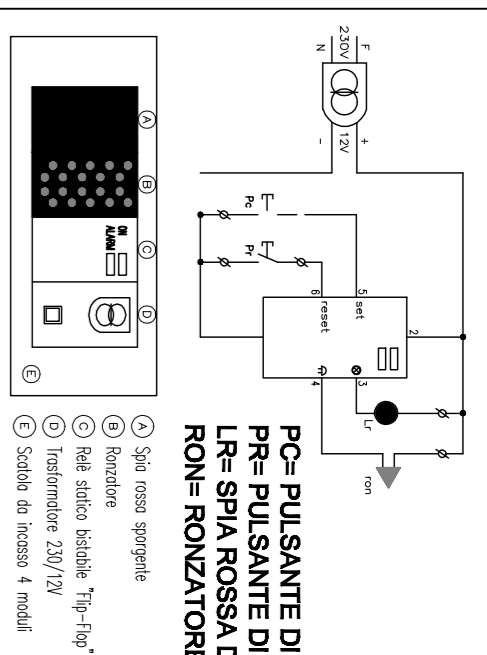 F
N
230V
12V
+
-
Pc
Pr
5
set
6
reset
2
3
4
Lr
ron
PC= PULSANTE DI
PR= PULSANTE DI
LR= SPIA ROSSA D
RON= RONZATORE
A
B
C
D
E
ON
ALARM
A Spia rossa sporgente
B Ronzatore
C Relè statico bistabile "Flip-Flop"
D Trasformatore 230/12V
E Scatola da incasso 4 moduli